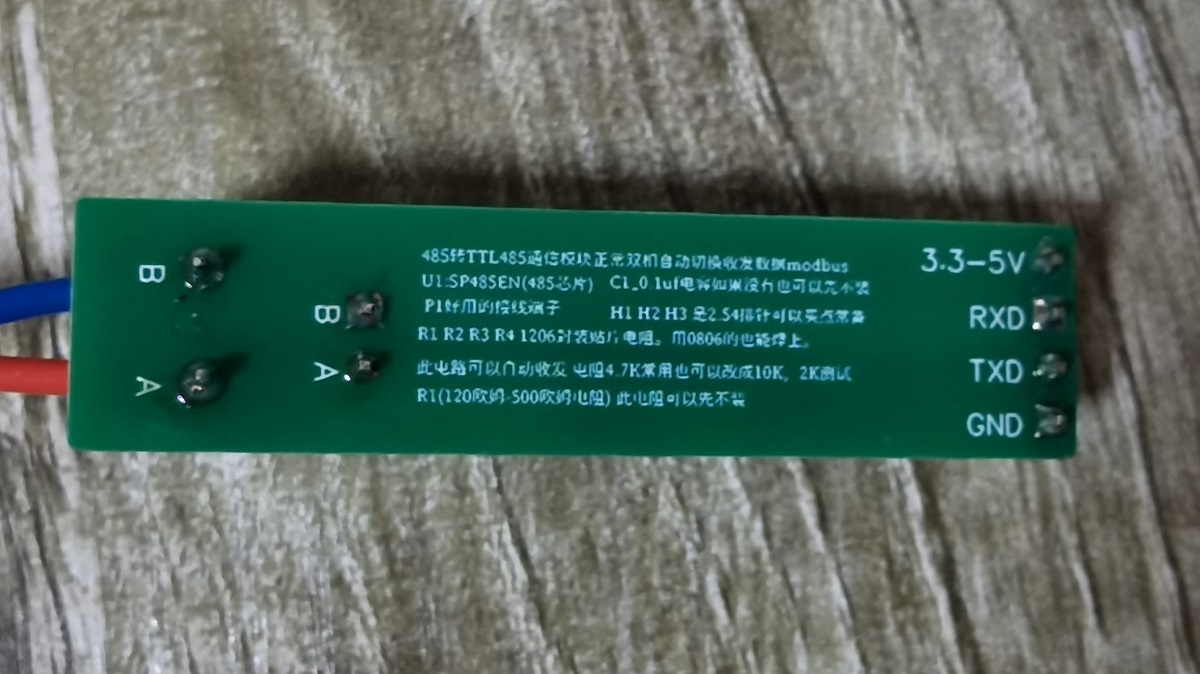 485转TTL485通信模块正常双机自动切换收发数据modbus
U1:SP485EN(485芯片) C1_0.1uf电容如果没有也可以先不装
P1好用的接线端子 H1 H2 H3 是2.54排针可以买点常备
R1 R2 R3 R4 1206封装贴片电阻。用0806的也能焊上。
此电路可以自动收发 电阻4.7K常用也可以改成10K, 2K测试
R1(120欧姆-500欧姆电阻) 此电阻可以先不装
B
A
B
A
3.3-5V
RXD
TXD
GND